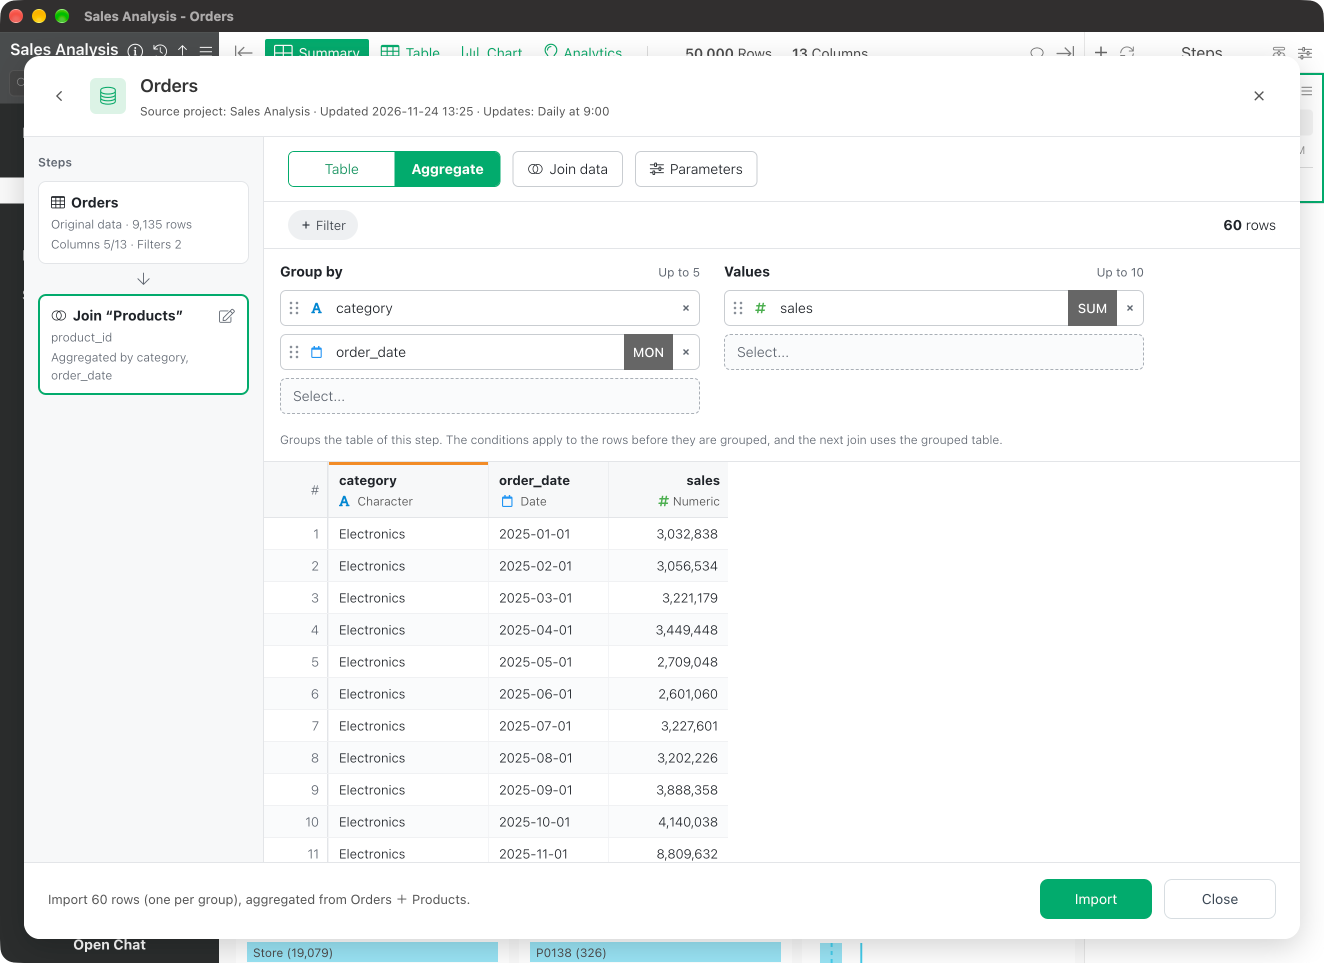 Sales Analysis - Orders
Sales Analysis
Summary
Table
Chart
Analytics
50,000 Rows
13 Columns
Steps
Orders
Source project: Sales Analysis · Updated 2026-11-24 13:25 · Updates: Daily at 9:00
Steps
Orders
Original data · 9,135 rows
Columns 5/13 · Filters 2
Join “Products”
product_id
Aggregated by category,
order_date
Table
Aggregate
Join data
Parameters
+ Filter
60 rows
Group by
Up to 5
Values
Up to 10
A category ×
# sales SUM ×
order_date MON ×
Select...
Select...
Groups the table of this step. The conditions apply to the rows before they are grouped, and the next join uses the grouped table.
# category order_date sales
A Character Date # Numeric
1 Electronics 2025-01-01 3,032,838
2 Electronics 2025-02-01 3,056,534
3 Electronics 2025-03-01 3,221,179
4 Electronics 2025-04-01 3,449,448
5 Electronics 2025-05-01 2,709,048
6 Electronics 2025-06-01 2,601,060
7 Electronics 2025-07-01 3,227,601
8 Electronics 2025-08-01 3,202,226
9 Electronics 2025-09-01 3,888,358
10 Electronics 2025-10-01 4,140,038
11 Electronics 2025-11-01 8,809,632
Import 60 rows (one per group), aggregated from Orders + Products.
Import
Close
Open Chat
Store (19,079)
P0138 (326)